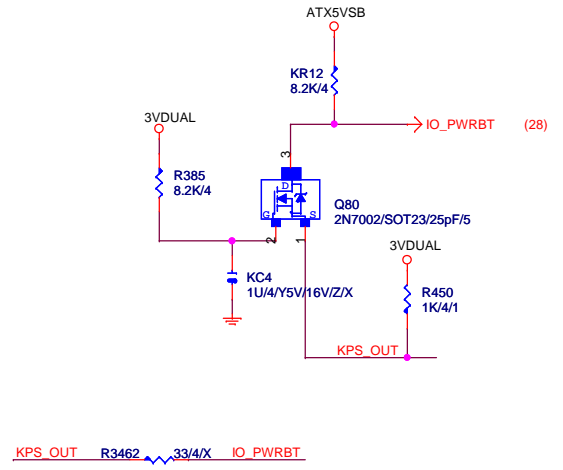 ATX5VSB
KR12
8.2K/4
IO_PWRBT (28)
3VDUAL
R385
8.2K/4
3
D
G
S
2
1
Q80
2N7002/SOT23/25pF/5
KC4
1U/4/Y5V/16V/Z/X
3VDUAL
R450
1K/4/1
KPS_OUT
KPS_OUT R3462 33/4/X IO_PWRBT